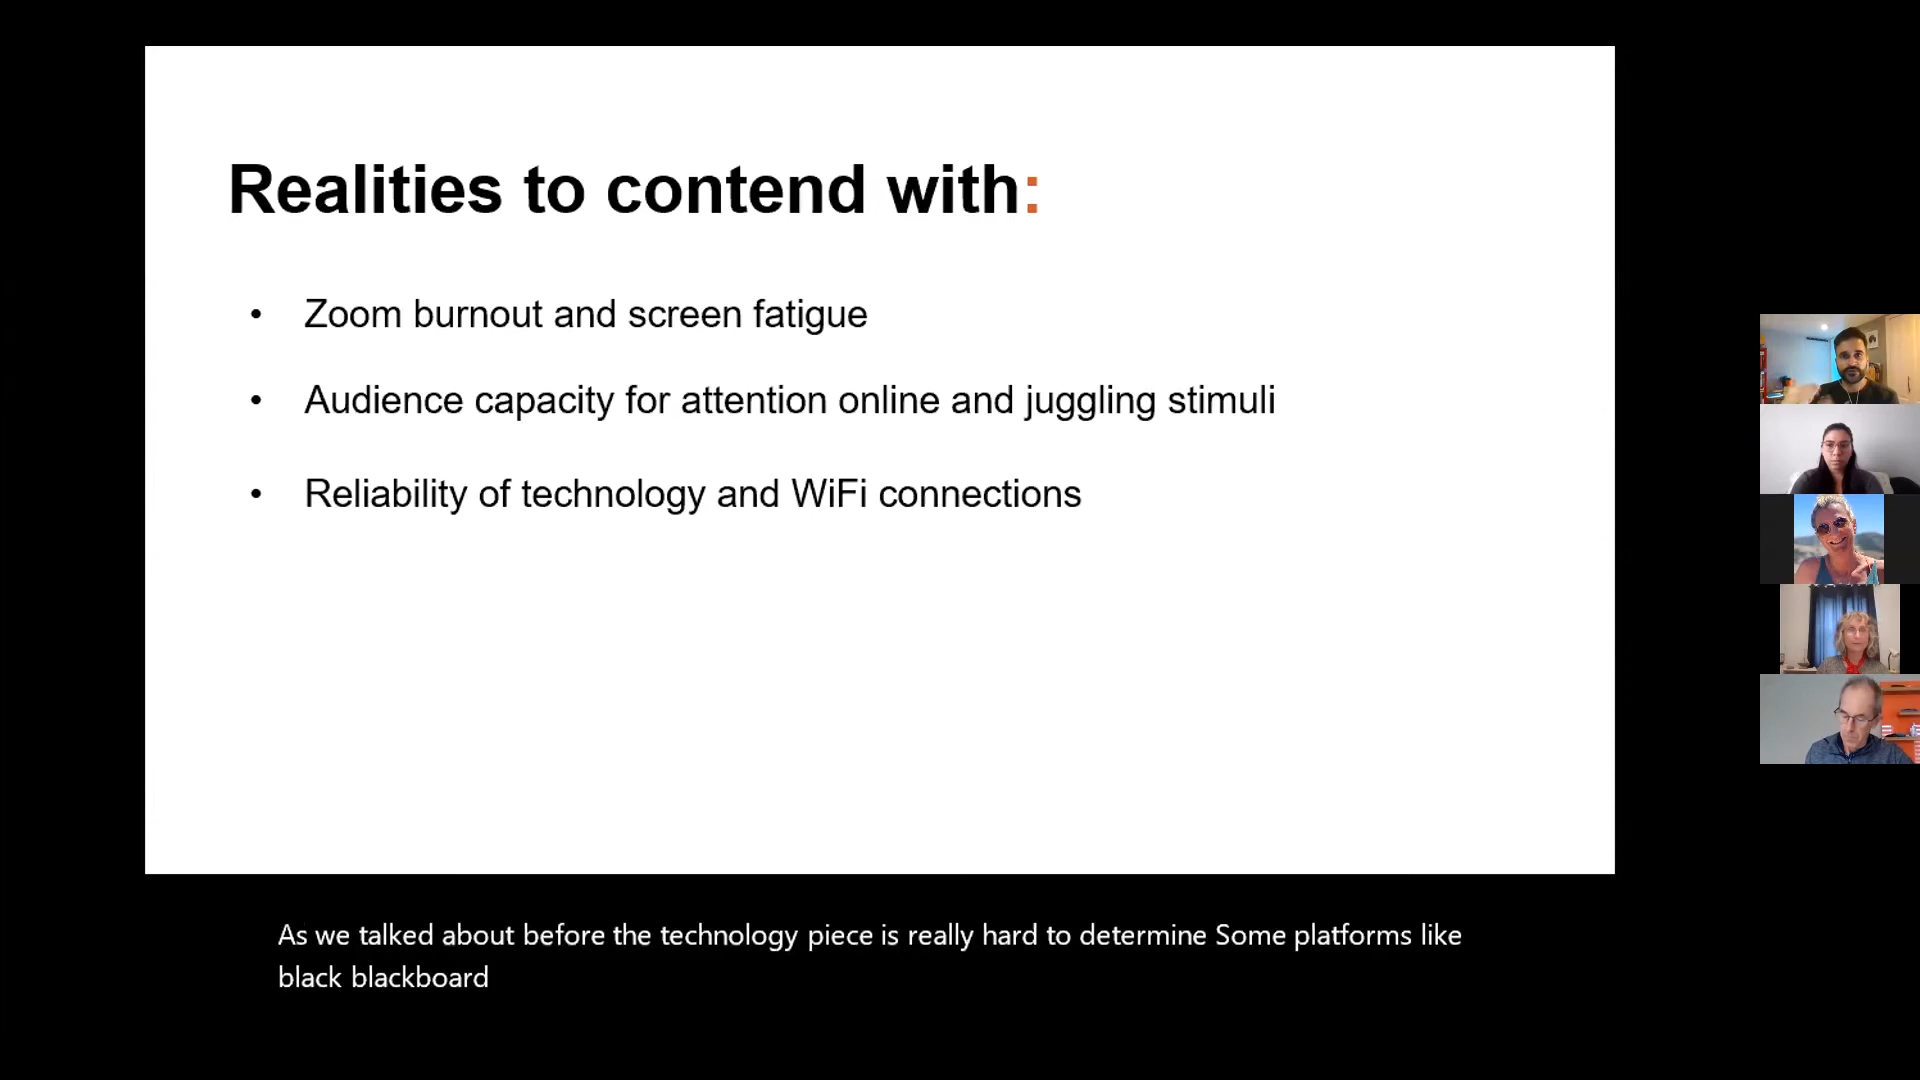 Realities to contend with:
• Zoom burnout and screen fatigue
• Audience capacity for attention online and juggling stimuli
• Reliability of technology and WiFi connections
As we talked about before the technology piece is really hard to determine Some platforms like
black blackboard